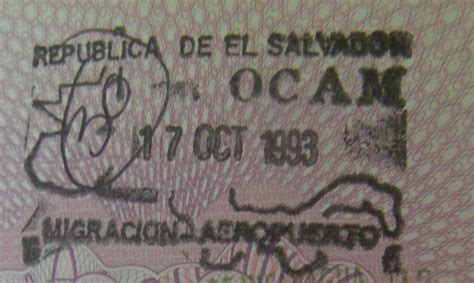 REPUBLICA DE EL SALVADOR
OCAM
17 OCT 1993
MIGRACION AEROPUERTO